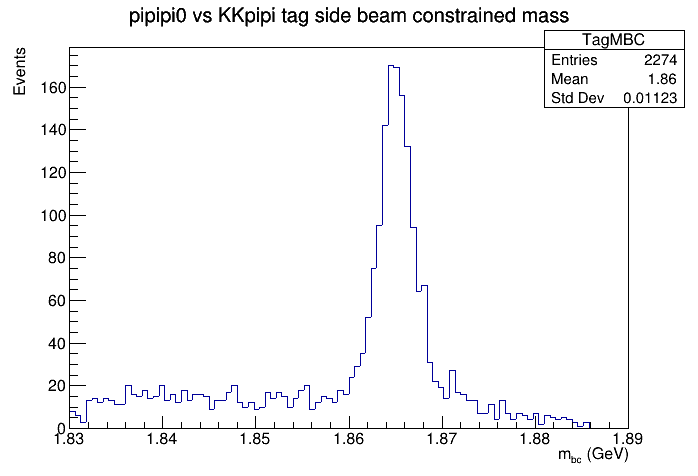 pipipi0 vs KKpipi tag side beam constrained mass
TagMBC
Entries 2274
Mean 1.86
Std Dev 0.01123
Events
160
140
120
100
80
60
40
20
0
1.83 1.84 1.85 1.86 1.87 1.88 1.89
m_bc (GeV)